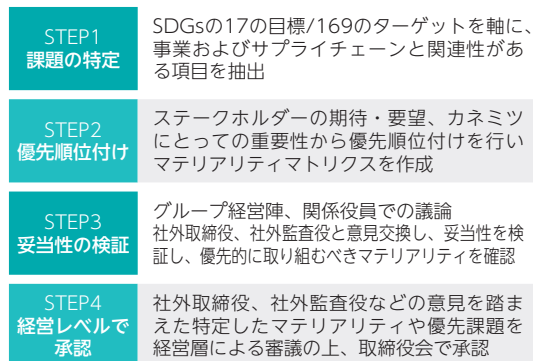 STEP1
課題の特定
SDGsの17の目標/169のターゲットを軸に、
事業およびサプライチェーンと関連性があ
る項目を抽出
STEP2
優先順位付け
ステークホルダーの期待・要望、カネミツ
にとっての重要性から優先順位付けを行い
マテリアリティマトリクスを作成
STEP3
妥当性の検証
グループ経営陣、関係役員での議論
社外取締役、社外監査役と意見交換し、妥当性を検
証し、優先的に取り組むべきマテリアリティを確認
STEP4
経営レベルで
承認
社外取締役、社外監査役などの意見を踏ま
えた特定したマテリアリティや優先課題を
経営層による審議の上、取締役会で承認